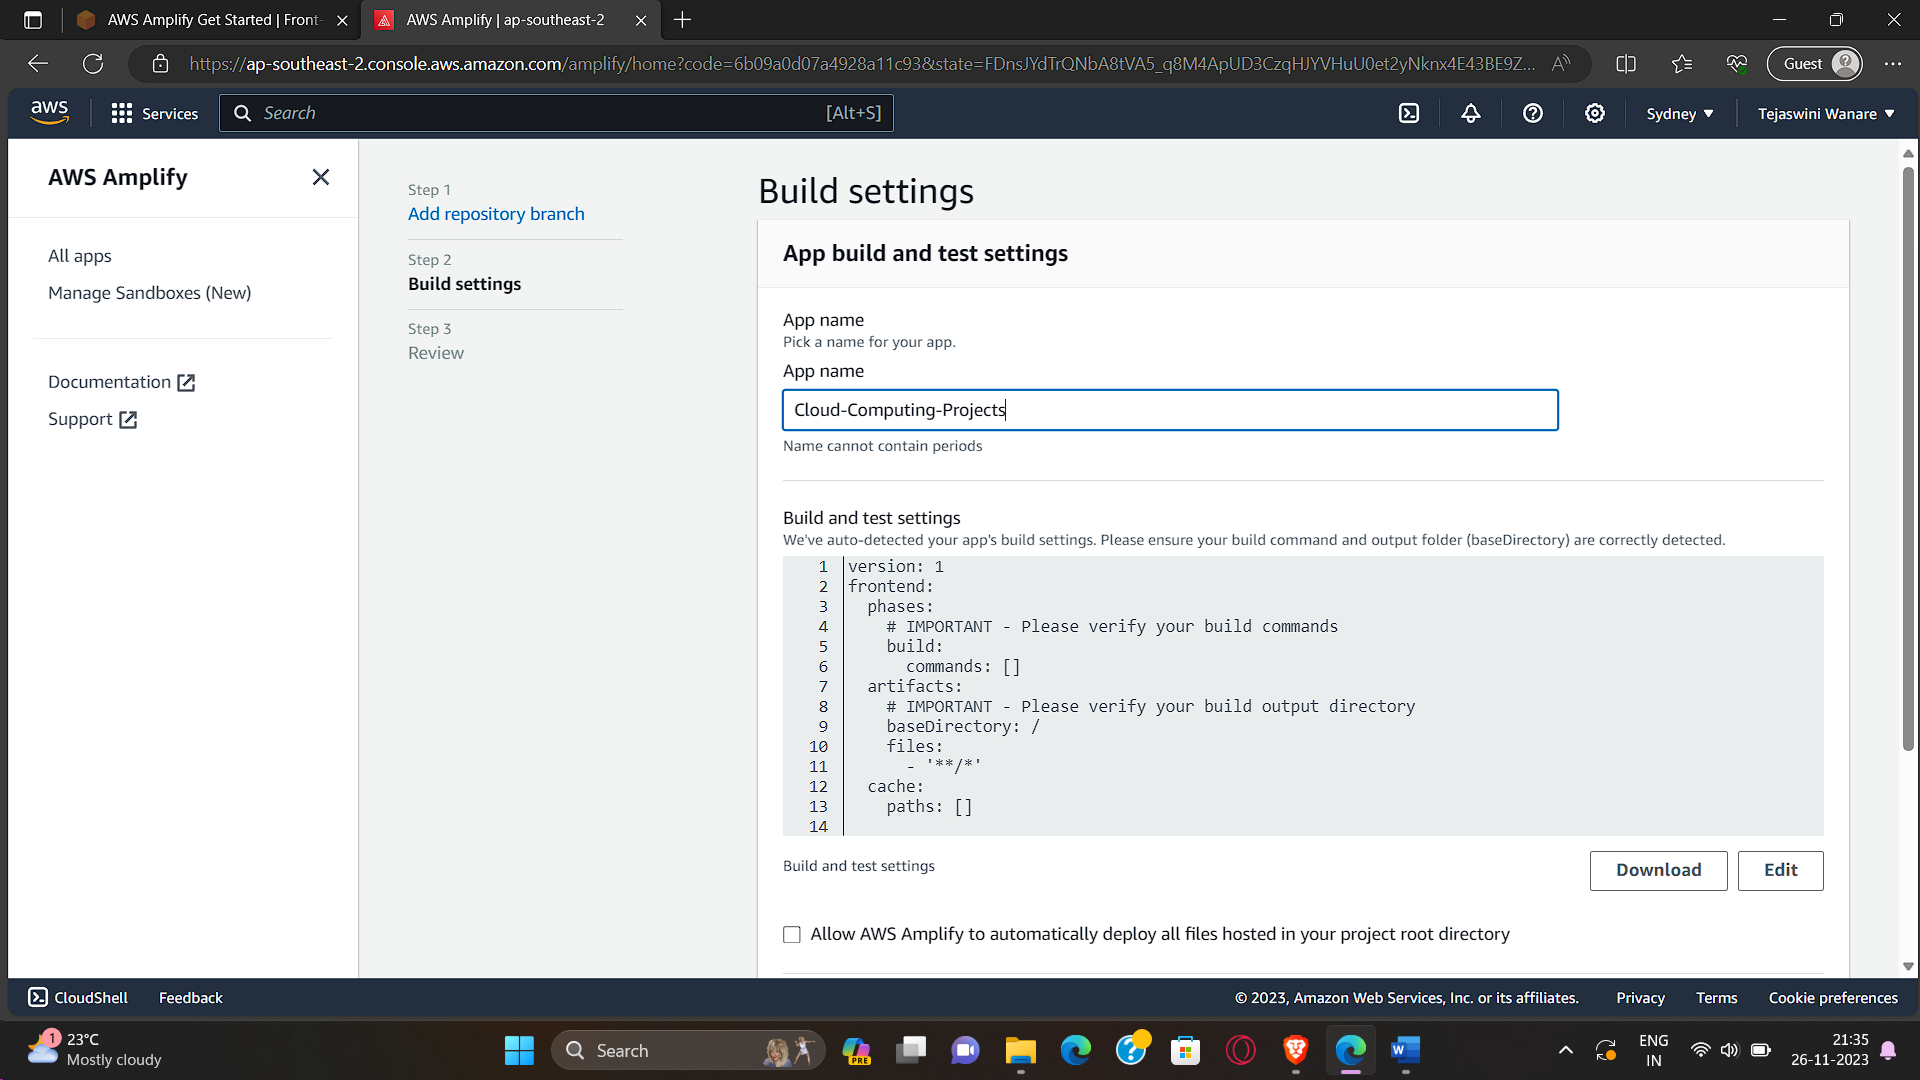 AWS Amplify Get Started | Front-
AWS Amplify | ap-southeast-2
https://ap-southeast-2.console.aws.amazon.com/amplify/home?code=6b09a0d07a4928a11c93&state=FDnsJYdTrQNbA8tVA5_q8M4ApUD3CzqHJYVHuU0et2yNknx4E43BE9Z...
Guest
aws
Services
Search
[Alt+S]
Sydney
Tejaswini Wanare
AWS Amplify
All apps
Manage Sandboxes (New)
Documentation
Support
Step 1
Add repository branch
Step 2
Build settings
Step 3
Review
Build settings
App build and test settings
App name
Pick a name for your app.
App name
Cloud-Computing-Projects
Name cannot contain periods
Build and test settings
We've auto-detected your app's build settings. Please ensure your build command and output folder (baseDirectory) are correctly detected.
1 version: 1
2 frontend:
3 phases:
4 # IMPORTANT - Please verify your build commands
5 build:
6 commands: []
7 artifacts:
8 # IMPORTANT - Please verify your build output directory
9 baseDirectory: /
10 files:
11 - '**/*'
12 cache:
13 paths: []
14
Build and test settings
Download
Edit
Allow AWS Amplify to automatically deploy all files hosted in your project root directory
CloudShell
Feedback
© 2023, Amazon Web Services, Inc. or its affiliates.
Privacy
Terms
Cookie preferences
1
23°C
Mostly cloudy
Search
PRE
W
ENG
IN
21:35
26-11-2023